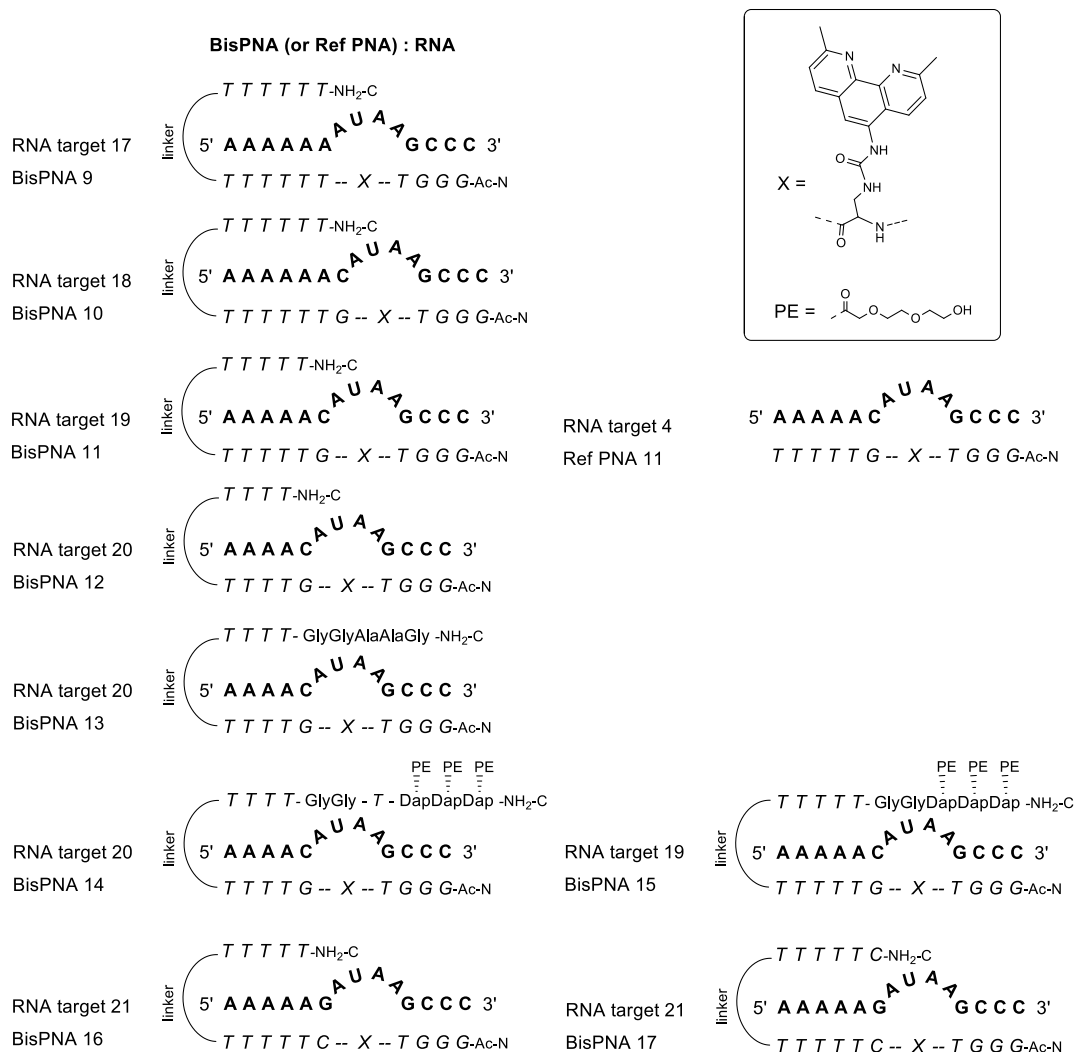 BisPNA (or Ref PNA) : RNA
T T T T T T-NH2-C
RNA target 17
BisPNA 9
linker
5' A A A A A A A U A A G C C C 3'
T T T T T T -- X -- T G G G-Ac-N
T T T T T T-NH2-C
RNA target 18
BisPNA 10
linker
5' A A A A A A C A U A A G C C C 3'
T T T T T T G -- X -- T G G G-Ac-N
X =
N
N
NH
O
NH
O
N
H
PE =
O
O
O
OH
T T T T T-NH2-C
RNA target 19
BisPNA 11
linker
5' A A A A A C A U A A G C C C 3'
T T T T T G -- X -- T G G G-Ac-N
RNA target 4
Ref PNA 11
5' A A A A A C A U A A G C C C 3'
T T T T T G -- X -- T G G G-Ac-N
T T T T-NH2-C
RNA target 20
BisPNA 12
linker
5' A A A A C A U A A G C C C 3'
T T T T G -- X -- T G G G-Ac-N
T T T T- GlyGlyAlaAlaGly -NH2-C
RNA target 20
BisPNA 13
linker
5' A A A A C A U A A G C C C 3'
T T T T G -- X -- T G G G-Ac-N
PE PE PE
T T T T- GlyGly - T - DapDapDap -NH2-C
RNA target 20
BisPNA 14
linker
5' A A A A C A U A A G C C C 3'
T T T T G -- X -- T G G G-Ac-N
PE PE PE
T T T T T- GlyGlyDapDapDap -NH2-C
RNA target 19
BisPNA 15
linker
5' A A A A A C A U A A G C C C 3'
T T T T T G -- X -- T G G G-Ac-N
T T T T T-NH2-C
RNA target 21
BisPNA 16
linker
5' A A A A A G A U A A G C C C 3'
T T T T T C -- X -- T G G G-Ac-N
T T T T T C-NH2-C
RNA target 21
BisPNA 17
linker
5' A A A A A G A U A A G C C C 3'
T T T T T C -- X -- T G G G-Ac-N